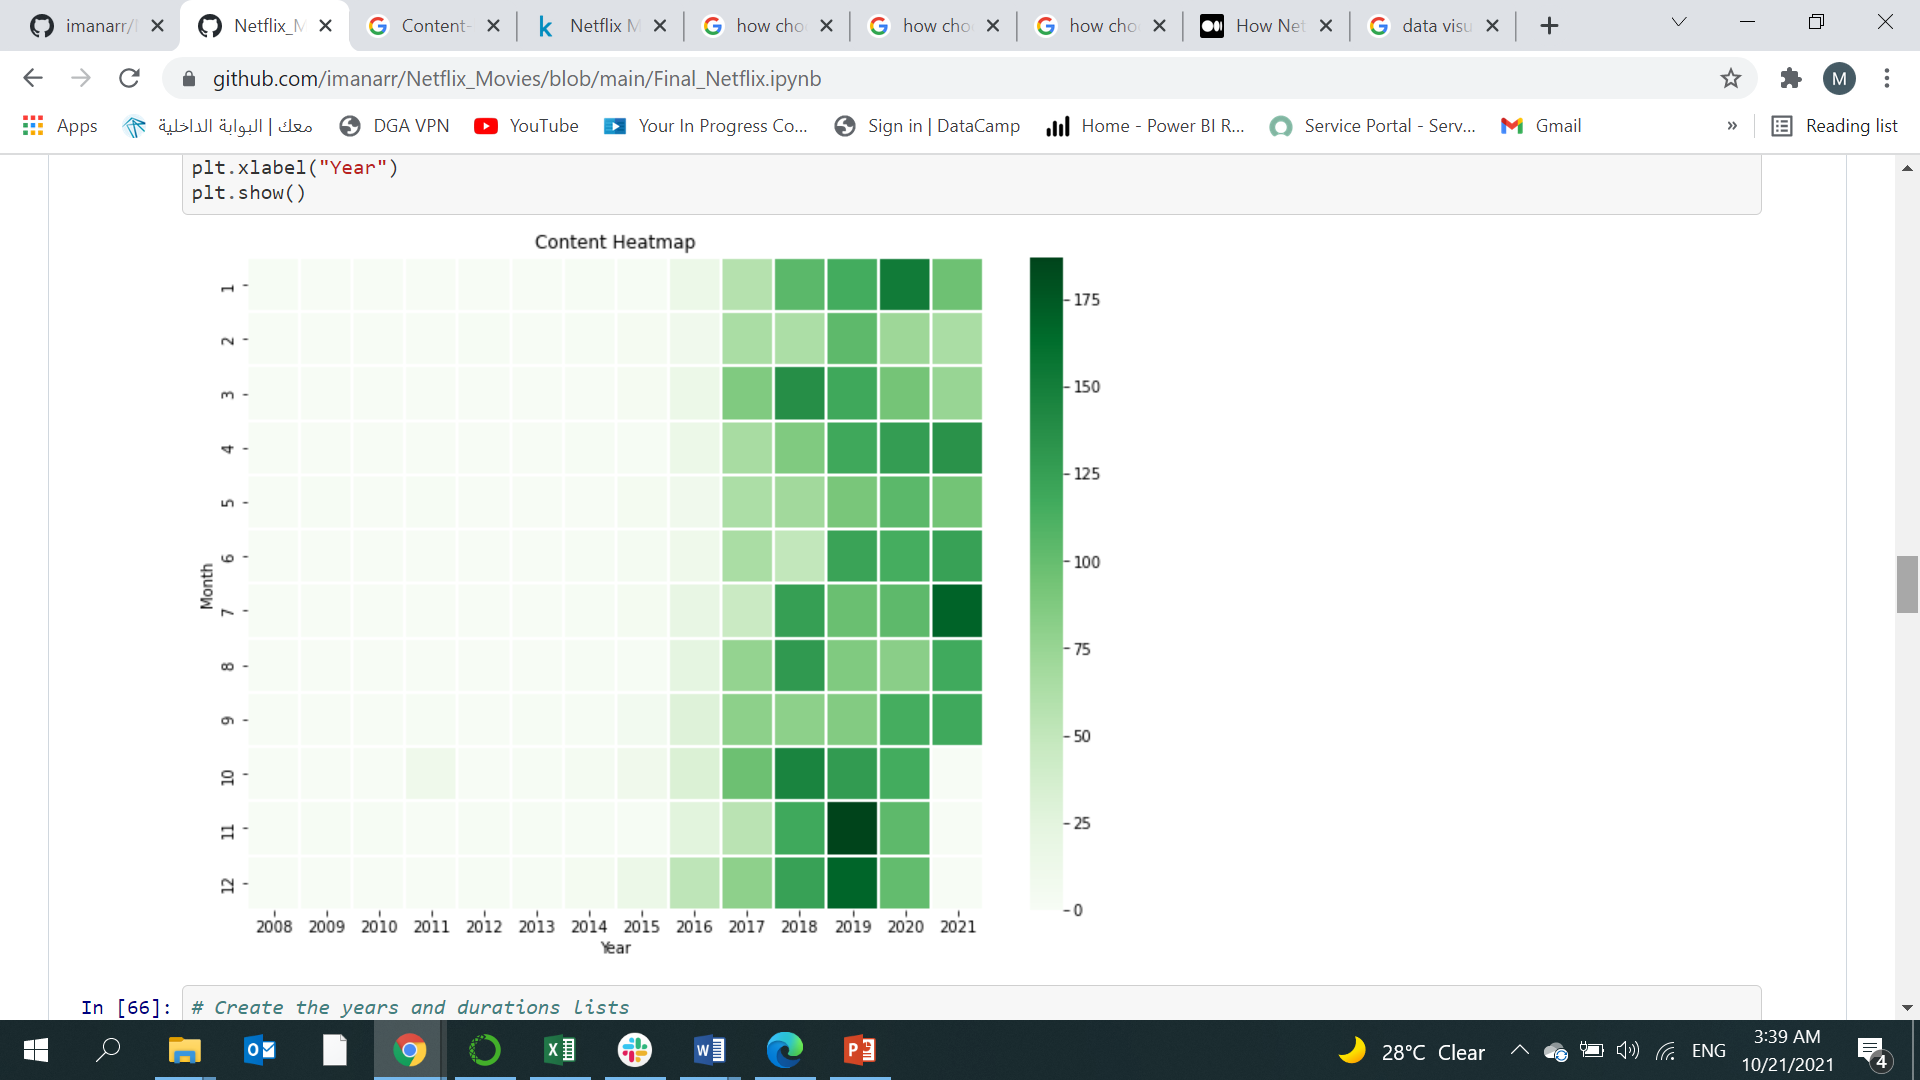 imanarr/
Netflix_M
Content-
Netflix M
how cho
how cho
how cho
How Net
data visu
github.com/imanarr/Netflix_Movies/blob/main/Final_Netflix.ipynb
M
Apps
معك | البوابة الداخلية
DGA VPN
YouTube
Your In Progress Co...
Sign in | DataCamp
Home - Power BI R...
Service Portal - Serv...
Gmail
»
Reading list
plt.xlabel("Year")
plt.show()
Content Heatmap
1
2
3
4
5
6
7
8
9
10
11
12
Month
2008 2009 2010 2011 2012 2013 2014 2015 2016 2017 2018 2019 2020 2021
Year
175
150
125
100
75
50
25
0
In [66]: # Create the years and durations lists
28°C Clear
ENG
3:39 AM
10/21/2021
4